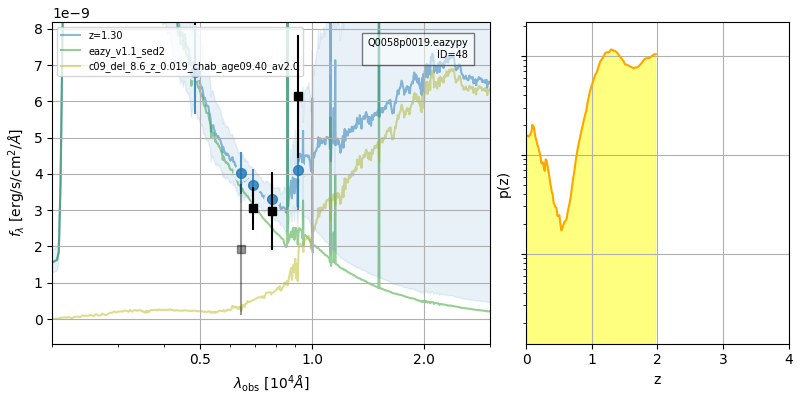 1e−9
z=1.30
eazy_v1.1_sed2
c09_del_8.6_z_0.019_chab_age09.40_av2.0
Q0058p0019.eazypy
ID=48
8
7
6
5
4
3
2
1
0
fλ [erg/s/cm²/Å]
0.5
1.0
2.0
λobs [10⁴Å]
p(z)
0
1
2
3
4
z